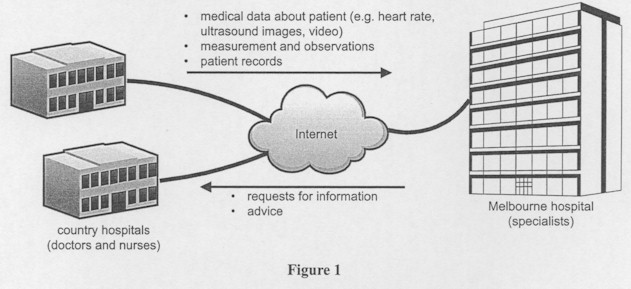 • medical data about patient (e.g. heart rate,
ultrasound images, video)
• measurement and observations
• patient records
Internet
• requests for information
• advice
Melbourne hospital
(specialists)
country hospitals
(doctors and nurses)
Figure 1